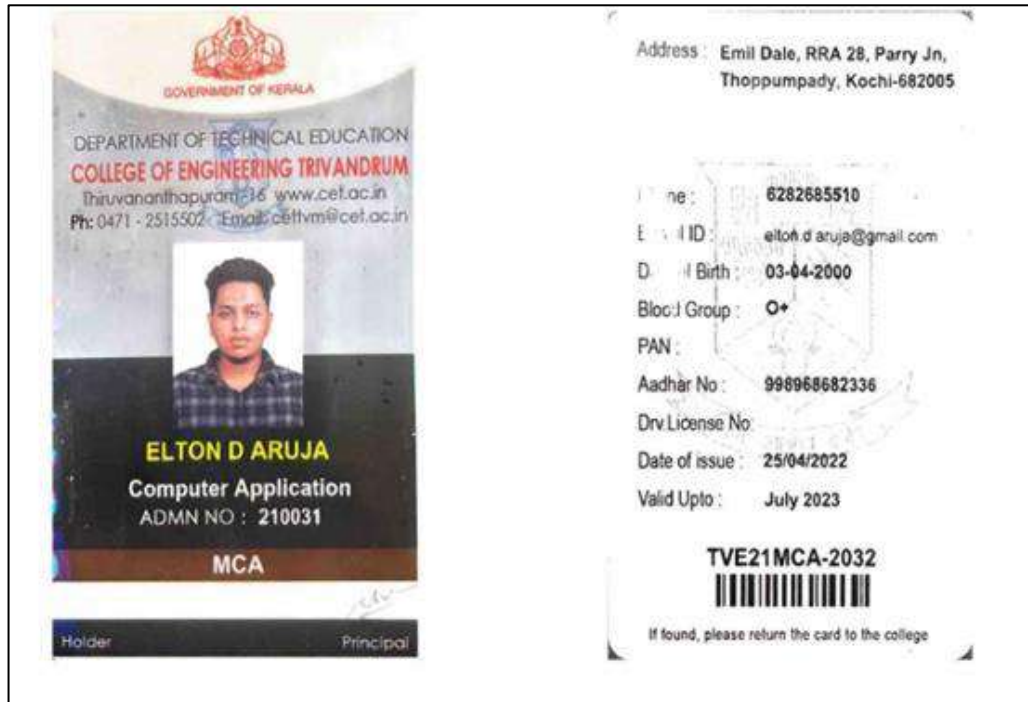 GOVERNMENT OF KERALA
DEPARTMENT OF TECHNICAL EDUCATION
COLLEGE OF ENGINEERING TRIVANDRUM
Thiruvananthapuram-16 www.cet.ac.in
Ph: 0471 - 2515502 Email: cettvm@cet.ac.in
ELTON D ARUJA
Computer Application
ADMN NO : 210031
MCA
Holder Principal
Address : Emil Dale, RRA 28, Parry Jn,
Thoppumpady, Kochi-682005
: 6282685510
ID : elton.d.aruja@gmail.com
Birth : 03-04-2000
Blood Group : O+
PAN :
Aadhar No : 998968682336
Drv.License No:
Date of issue : 25/04/2022
Valid Upto : July 2023
TVE21MCA-2032
If found, please return the card to the college